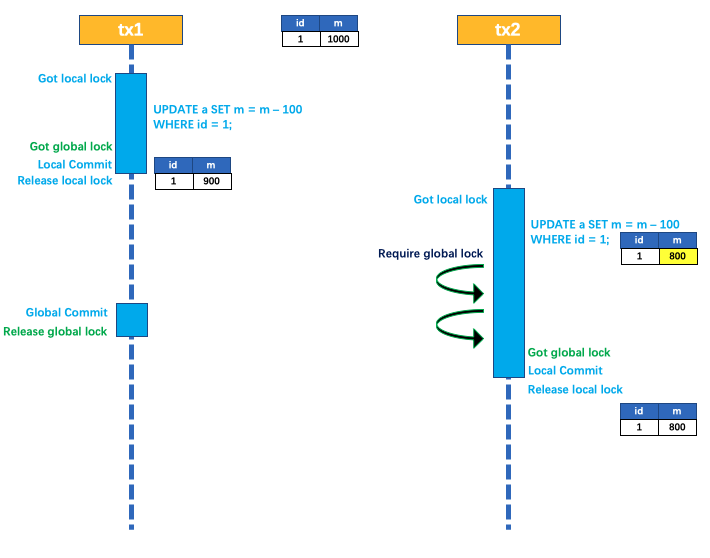 tx1
id m
1 1000
tx2
Got local lock
UPDATE a SET m = m – 100
WHERE id = 1;
Got global lock
Local Commit
Release local lock
id m
1 900
Got local lock
UPDATE a SET m = m – 100
WHERE id = 1;
id m
1 800
Require global lock
Global Commit
Release global lock
Got global lock
Local Commit
Release local lock
id m
1 800